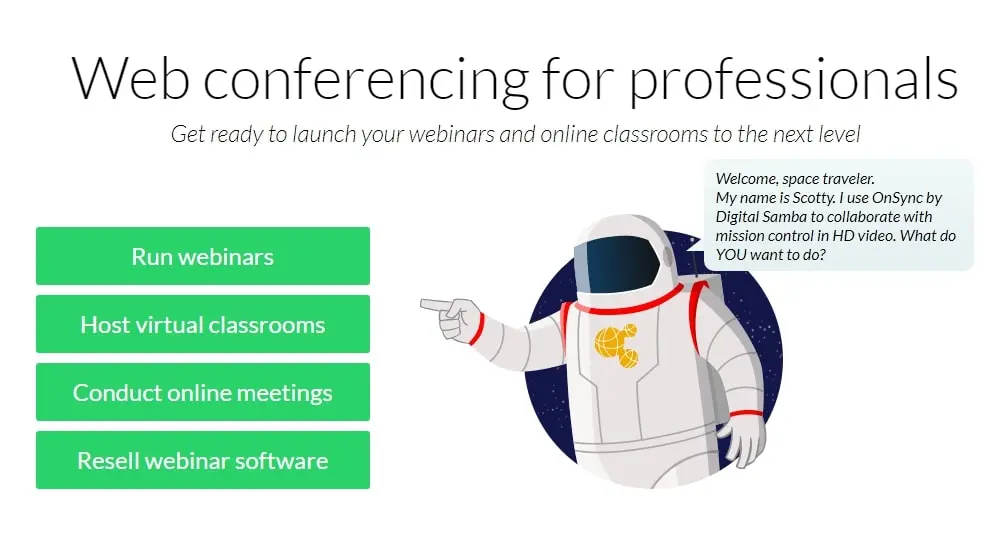 Web conferencing for professionals
Get ready to launch your webinars and online classrooms to the next level
Welcome, space traveler.
My name is Scotty. I use OnSync by
Digital Samba to collaborate with
mission control in HD video. What do
YOU want to do?
Run webinars
Host virtual classrooms
Conduct online meetings
Resell webinar software